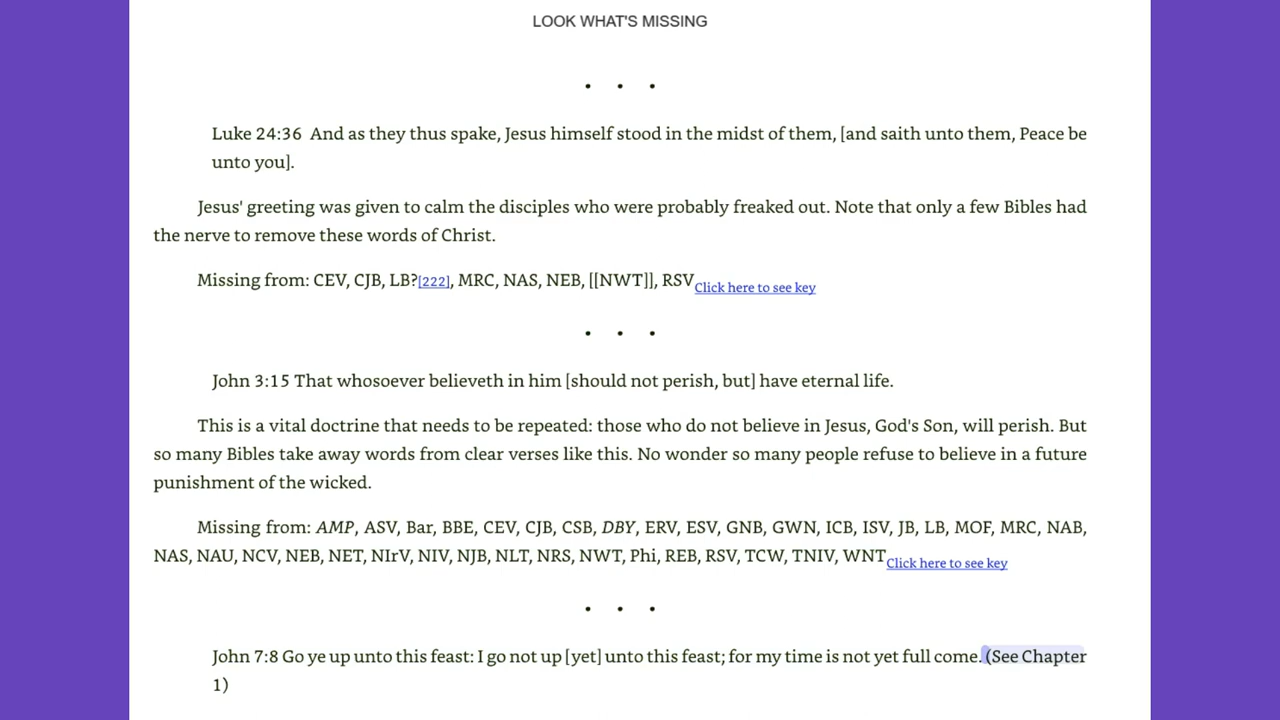 LOOK WHAT'S MISSING
• • •
Luke 24:36 And as they thus spake, Jesus himself stood in the midst of them, [and saith unto them, Peace be
unto you].
Jesus' greeting was given to calm the disciples who were probably freaked out. Note that only a few Bibles had
the nerve to remove these words of Christ.
Missing from: CEV, CJB, LB?[222], MRC, NAS, NEB, [[NWT]], RSV Click here to see key
• • •
John 3:15 That whosoever believeth in him [should not perish, but] have eternal life.
This is a vital doctrine that needs to be repeated: those who do not believe in Jesus, God's Son, will perish. But
so many Bibles take away words from clear verses like this. No wonder so many people refuse to believe in a future
punishment of the wicked.
Missing from: AMP, ASV, Bar, BBE, CEV, CJB, CSB, DBY, ERV, ESV, GNB, GWN, ICB, ISV, JB, LB, MOF, MRC, NAB,
NAS, NAU, NCV, NEB, NET, NIrV, NIV, NJB, NLT, NRS, NWT, Phi, REB, RSV, TCW, TNIV, WNT Click here to see key
• • •
John 7:8 Go ye up unto this feast: I go not up [yet] unto this feast; for my time is not yet full come. (See Chapter
1)